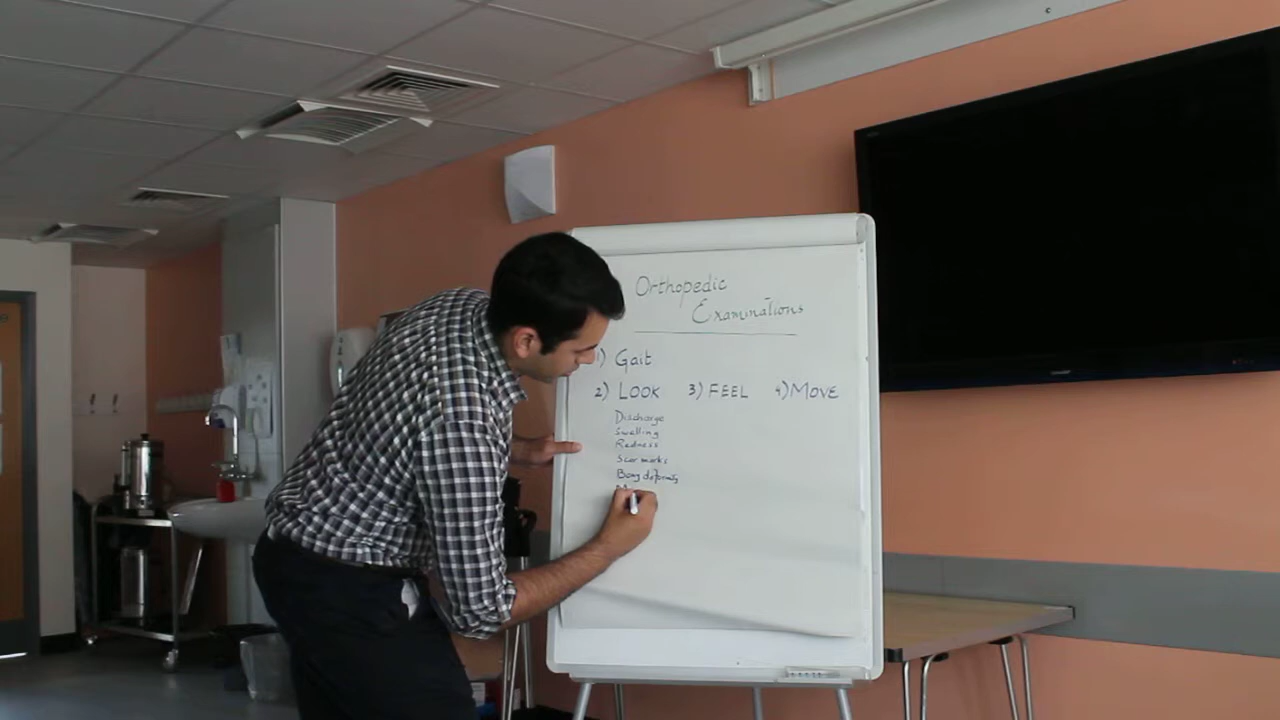 Orthopedic
Examinations
1) Gait
2) LOOK 3) FEEL 4) MOVE
Discharge
Swelling
Redness
Scar marks
Bony deformity